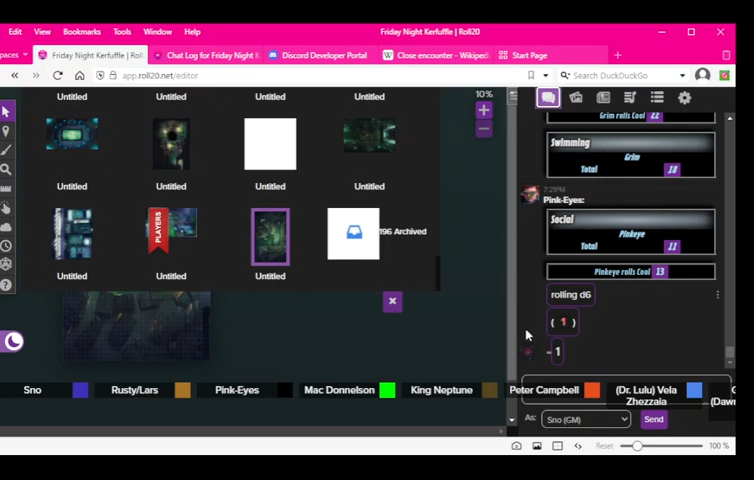 Edit View Bookmarks Tools Window Help
Friday Night Kerfuffle | Roll20
paces
Friday Night Kerfuffle | Roll
Chat Log for Friday Night K
Discord Developer Portal
Close encounter - Wikiped
Start Page
app.roll20.net/editor
Search DuckDuckGo
Untitled Untitled Untitled Untitled
10%
Grim rolls Cool 22
Swimming
Grim
Total 18
Untitled Untitled Untitled Untitled
7:21PM
Pink-Eyes:
PLAYERS
196 Archived
Social
Pinkeye
Total 11
Untitled Untitled Untitled
Pinkeye rolls Cool 13
rolling d6
( 1 )
= 1
Sno
Rusty/Lars
Pink-Eyes
Mac Donnelson
King Neptune
Peter Campbell
(Dr. Lulu) Vela
Zhezzaia
(Dawn
As: Sno (GM) Send
Reset 100 %